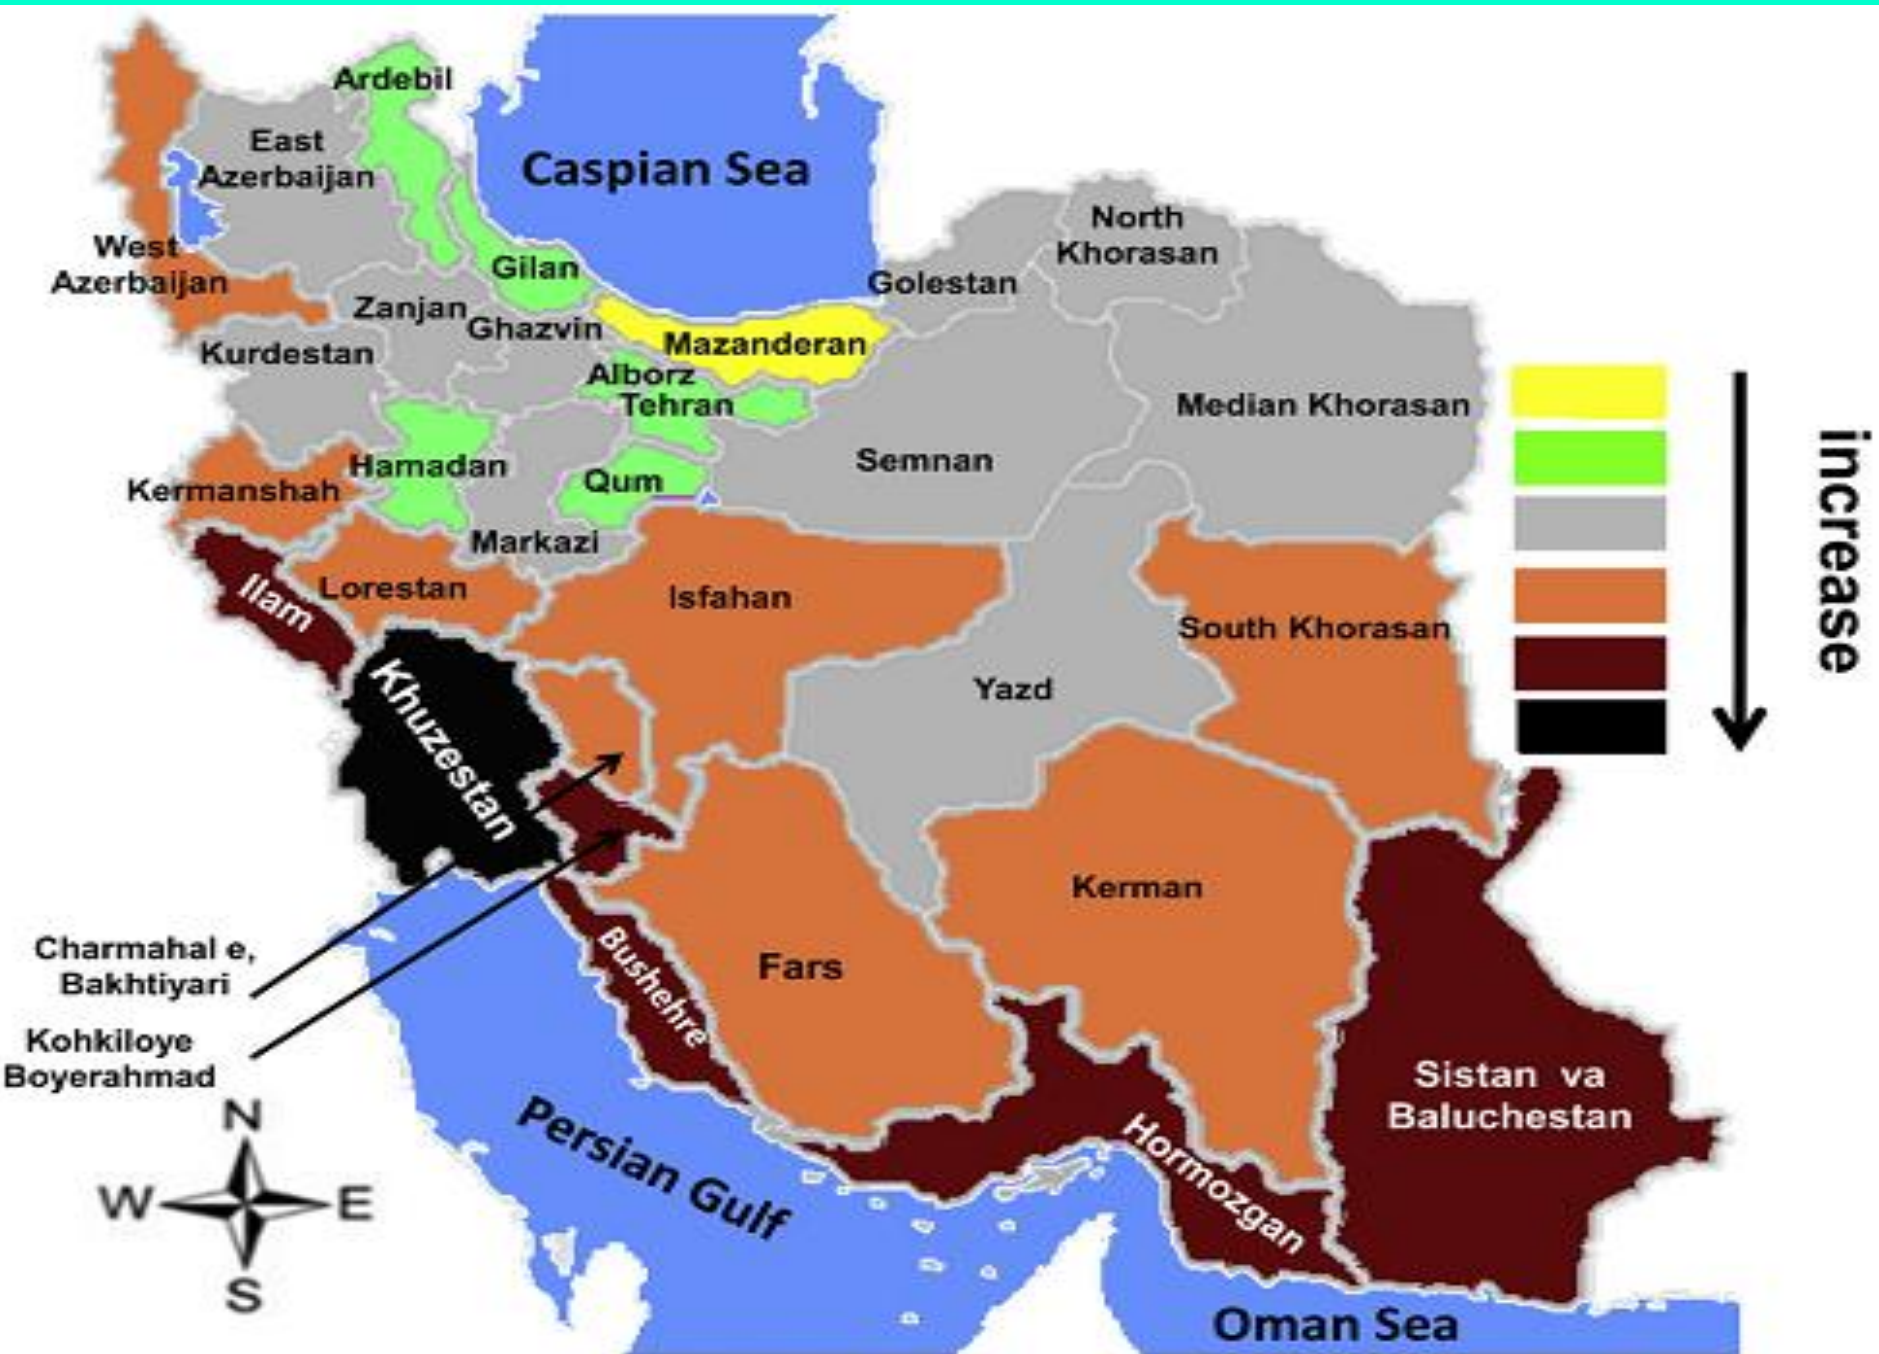 Ardebil
East
Azerbaijan
Caspian Sea
North
Khorasan
West
Azerbaijan
Gilan
Golestan
Zanjan
Ghazvin
Mazanderan
Kurdestan
Alborz
Tehran
Median Khorasan
Semnan
Hamadan
Qum
Kermanshah
Markazi
increase
Ilam
Lorestan
Isfahan
South Khorasan
Khuzestan
Yazd
Kerman
Charmahal e,
Bakhtiyari
Bushehre
Fars
Kohkiloye
Boyerahmad
Sistan va
Baluchestan
N
W
E
S
Persian Gulf
Hormozgan
Oman Sea